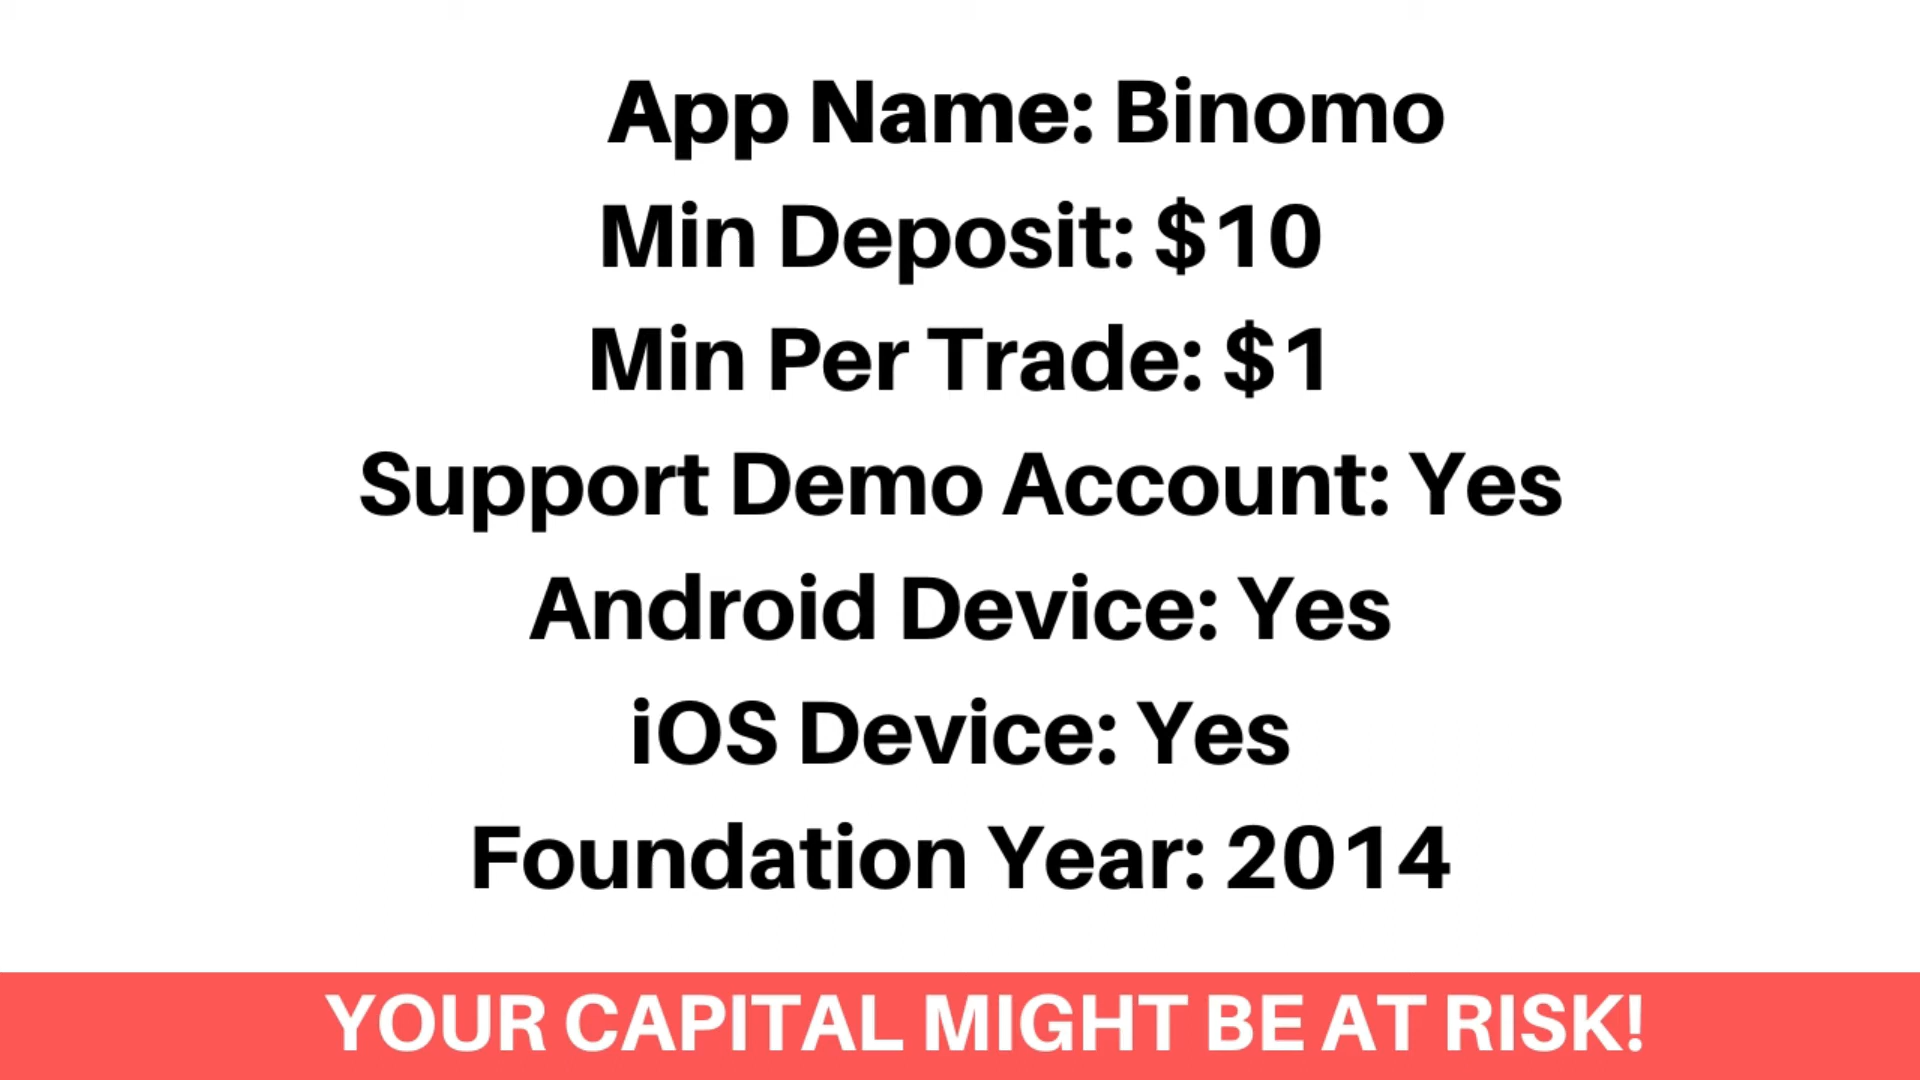 App Name: Binomo
Min Deposit: $10
Min Per Trade: $1
Support Demo Account: Yes
Android Device: Yes
iOS Device: Yes
Foundation Year: 2014
YOUR CAPITAL MIGHT BE AT RISK!